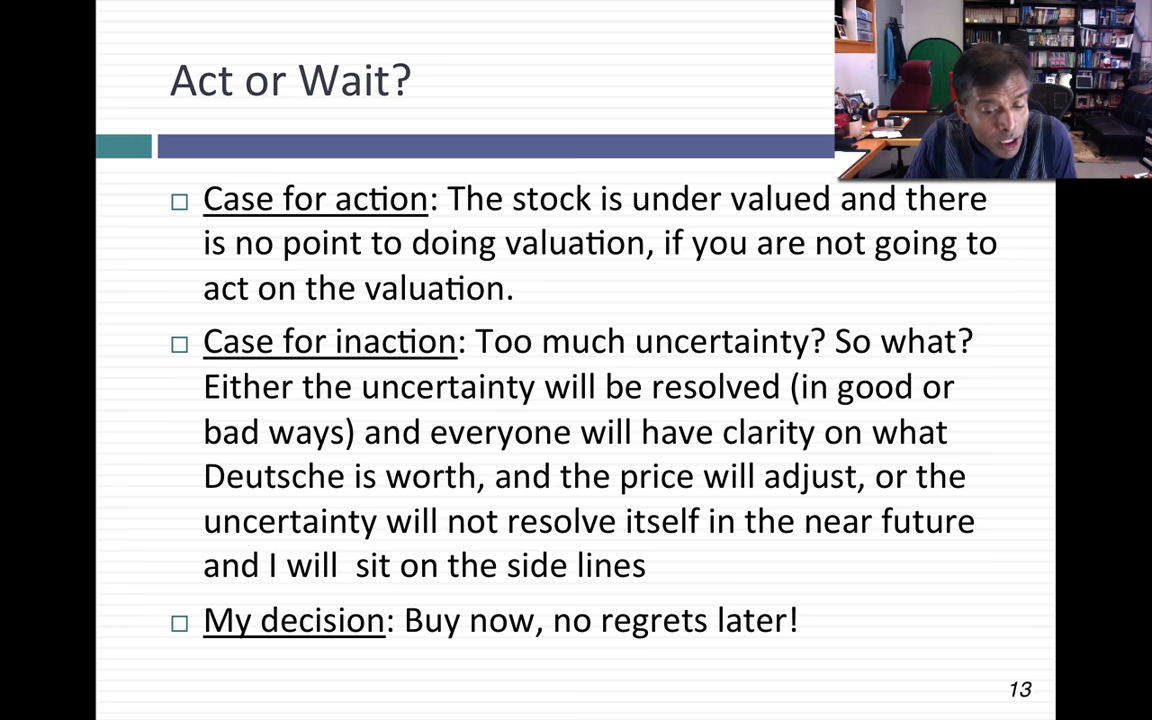 Act or Wait?
Case for action: The stock is under valued and there
is no point to doing valuation, if you are not going to
act on the valuation.
Case for inaction: Too much uncertainty? So what?
Either the uncertainty will be resolved (in good or
bad ways) and everyone will have clarity on what
Deutsche is worth, and the price will adjust, or the
uncertainty will not resolve itself in the near future
and I will  sit on the side lines
My decision: Buy now, no regrets later!
13